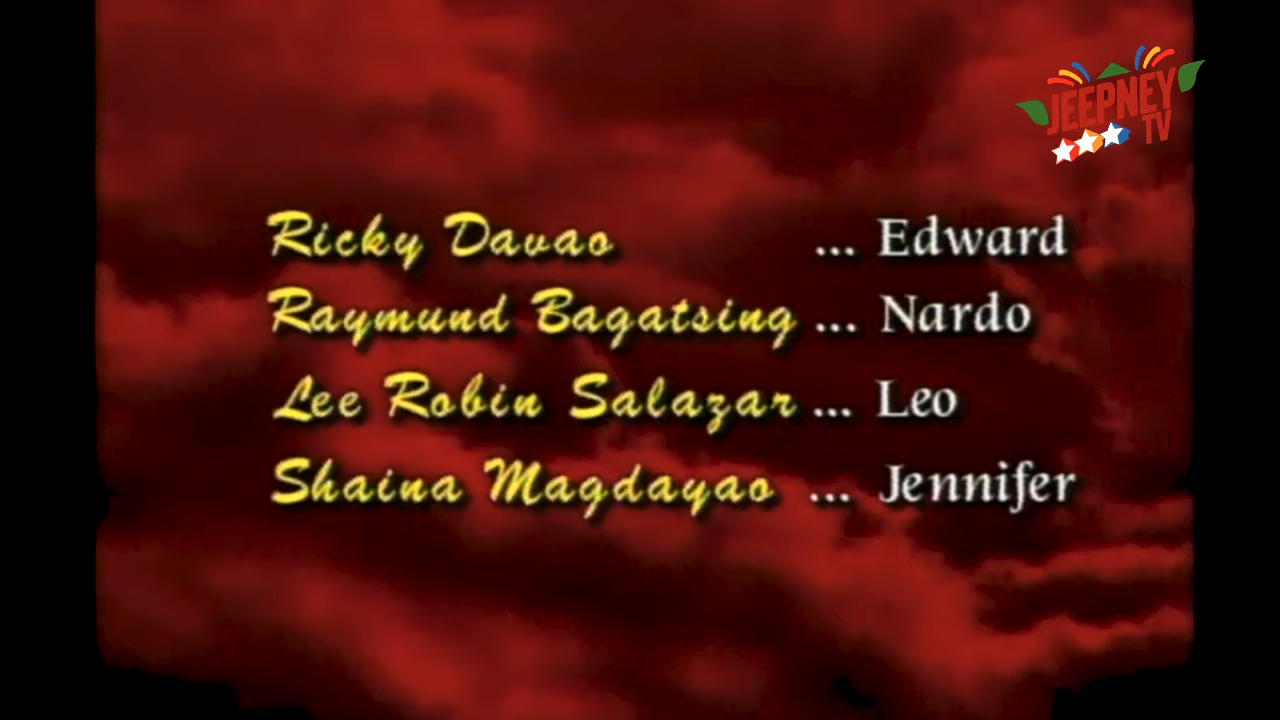 JEEPNEY
TV
Ricky Davao ... Edward
Raymund Bagatsing ... Nardo
Lee Robin Salazar ... Leo
Shaina Magdayao ... Jennifer